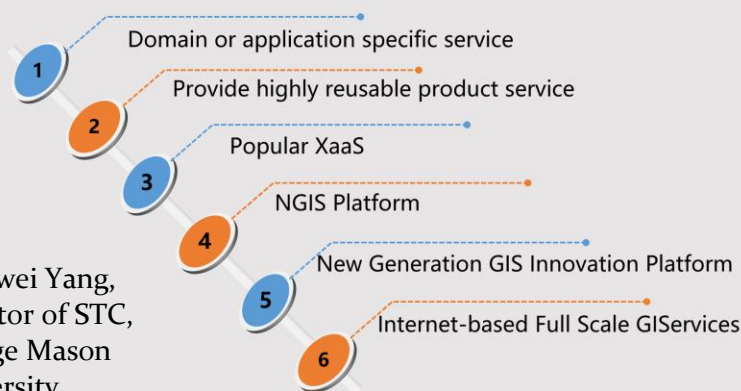 1
Domain or application specific service
2
Provide highly reusable product service
3
Popular XaaS
4
NGIS Platform
5
New Generation GIS Innovation Platform
6
Internet-based Full Scale GIServices
wei Yang,
tor of STC,
ge Mason
ersity